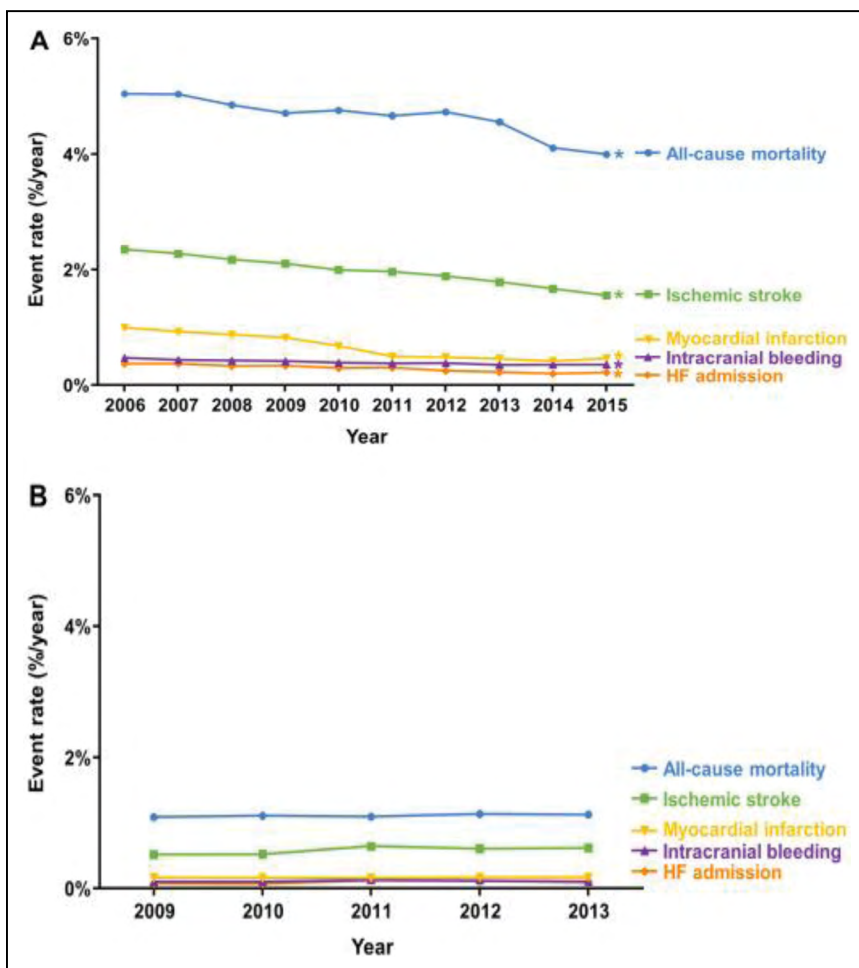 A
6%
4%
2%
0%
Event rate (%/year)
* All-cause mortality
* Ischemic stroke
* Myocardial infarction
* Intracranial bleeding
* HF admission
2006 2007 2008 2009 2010 2011 2012 2013 2014 2015
Year
B
6%
4%
2%
0%
Event rate (%/year)
All-cause mortality
Ischemic stroke
Myocardial infarction
Intracranial bleeding
HF admission
2009 2010 2011 2012 2013
Year